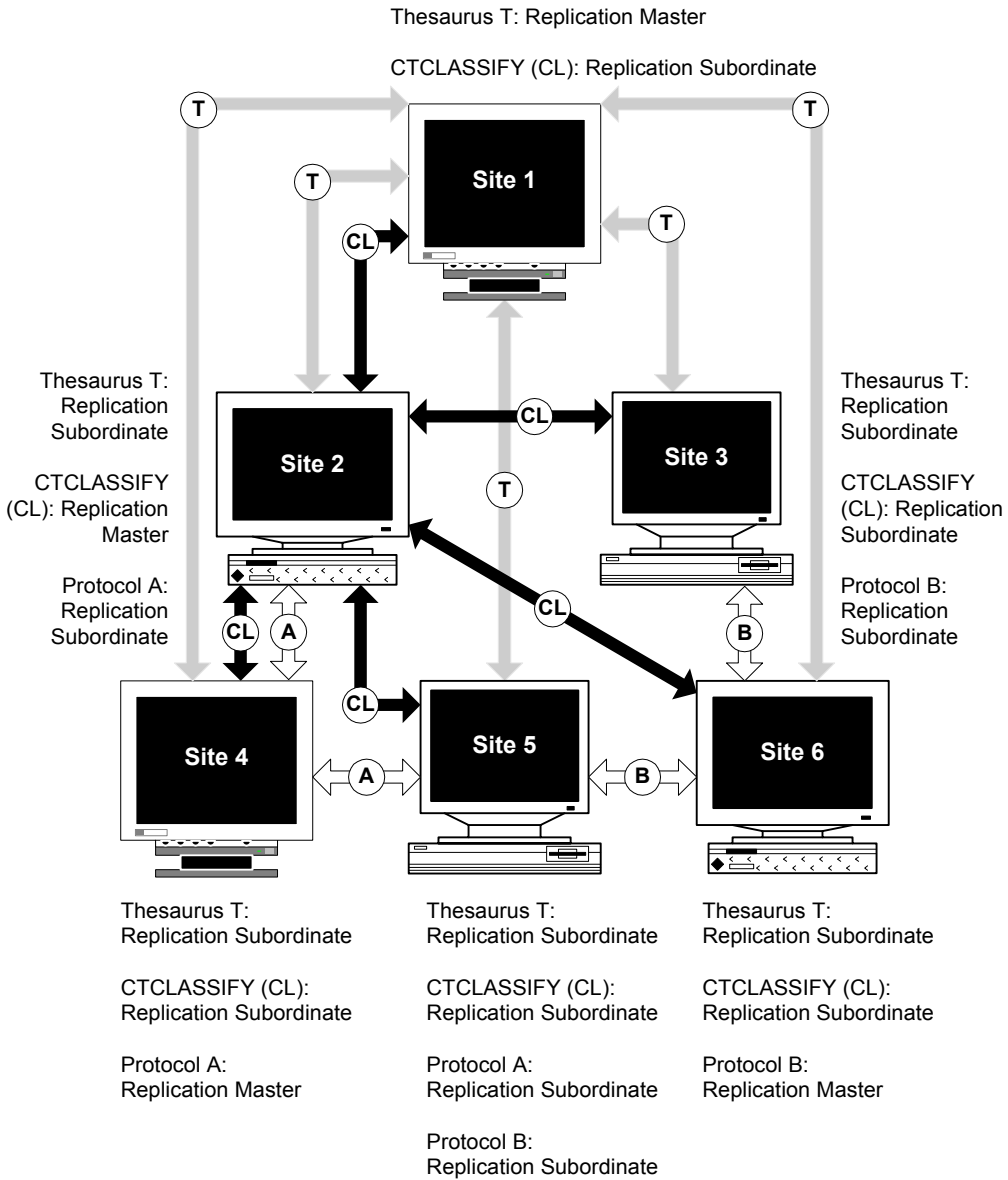 Thesaurus T: Replication Master
CTCLASSIFY (CL): Replication Subordinate
T
T
T
Site 1
T
CL
Thesaurus T:
Replication
Subordinate
CTCLASSIFY
(CL): Replication
Master
Protocol A:
Replication
Subordinate
Site 2
CL
Site 3
T
Thesaurus T:
Replication
Subordinate
CTCLASSIFY
(CL): Replication
Subordinate
Protocol B:
Replication
Subordinate
CL
CL
A
B
CL
Site 4
A
Site 5
B
Site 6
Thesaurus T:
Replication Subordinate
CTCLASSIFY (CL):
Replication Subordinate
Protocol A:
Replication Master
Thesaurus T:
Replication Subordinate
CTCLASSIFY (CL):
Replication Subordinate
Protocol A:
Replication Subordinate
Protocol B:
Replication Subordinate
Thesaurus T:
Replication Subordinate
CTCLASSIFY (CL):
Replication Subordinate
Protocol B:
Replication Master